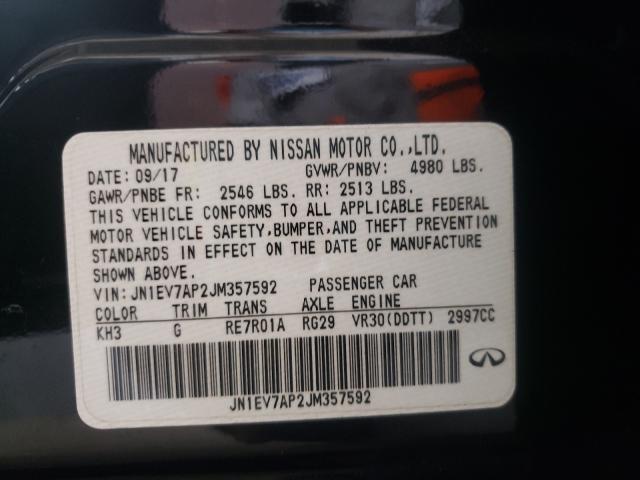 MANUFACTURED BY NISSAN MOTOR CO.,LTD.
DATE: 09/17 GVWR/PNBV: 4980 LBS.
GAWR/PNBE FR: 2546 LBS. RR: 2513 LBS.
THIS VEHICLE CONFORMS TO ALL APPLICABLE FEDERAL
MOTOR VEHICLE SAFETY,BUMPER,AND THEFT PREVENTION
STANDARDS IN EFFECT ON THE DATE OF MANUFACTURE
SHOWN ABOVE.
VIN: JN1EV7AP2JM357592 PASSENGER CAR
COLOR TRIM TRANS AXLE ENGINE
KH3 G RE7R01A RG29 VR30(DDTT) 2997CC
JN1EV7AP2JM357592